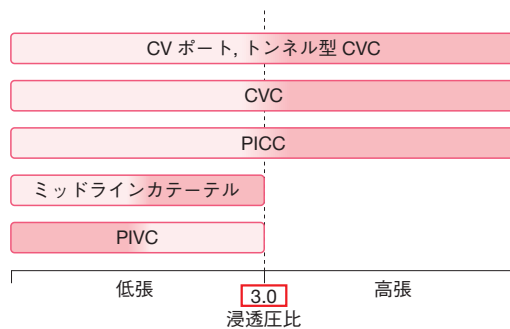 CV ポート, トンネル型 CVC
CVC
PICC
ミッドラインカテーテル
PIVC
低張
3.0
高張
浸透圧比